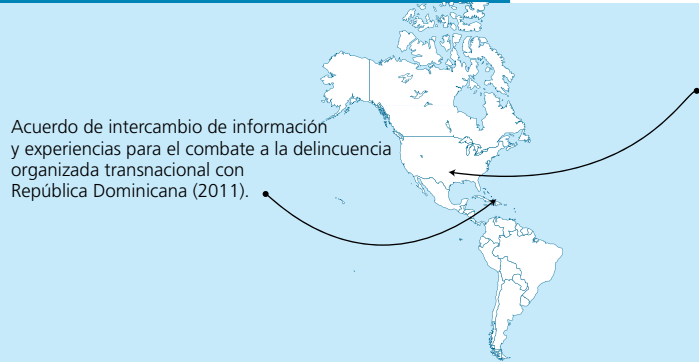 Acuerdo de intercambio de información
y experiencias para el combate a la delincuencia
organizada transnacional con
República Dominicana (2011).